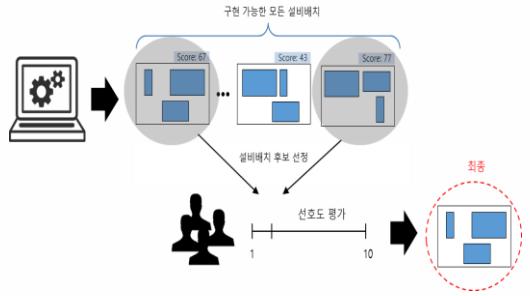 구현 가능한 모든 설비배치
Score: 67
Score: 43
Score: 77
설비배치 후보 선정
최종
선호도 평가
1
10